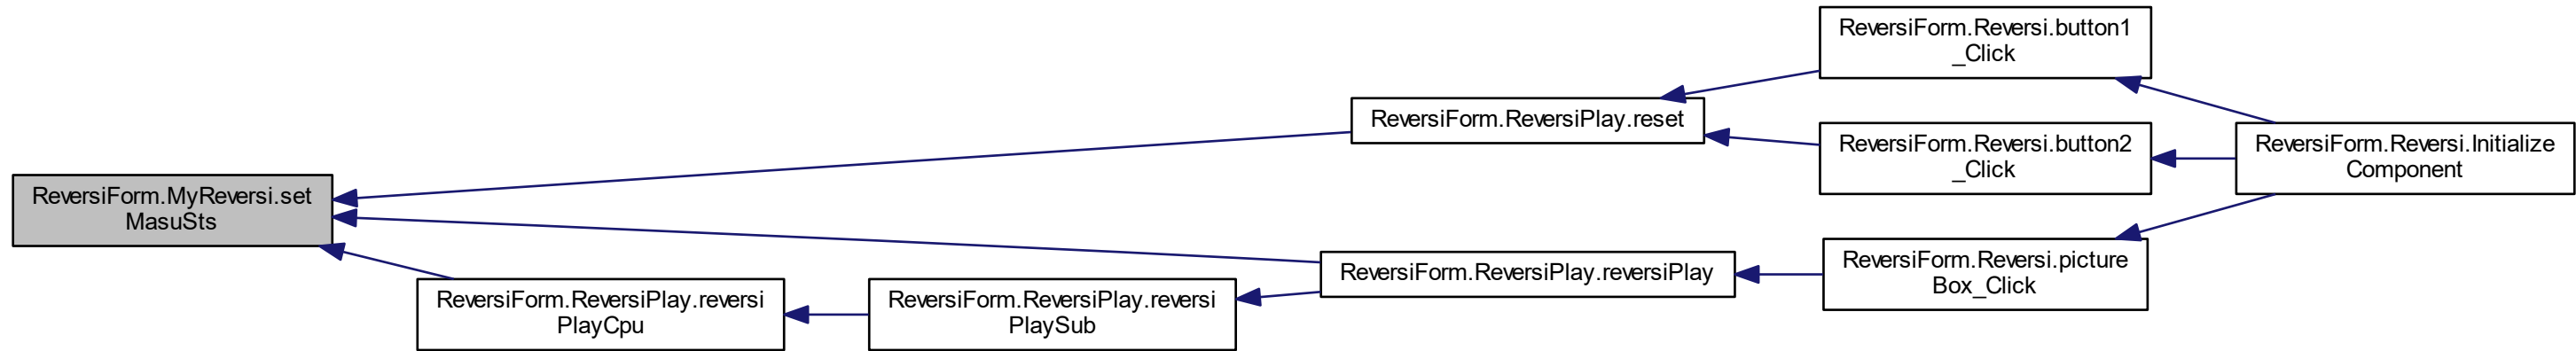 ReversiForm.MyReversi.set
MasuSts
ReversiForm.ReversiPlay.reset
ReversiForm.Reversi.button1
_Click
ReversiForm.Reversi.button2
_Click
ReversiForm.Reversi.Initialize
Component
ReversiForm.ReversiPlay.reversiPlay
ReversiForm.Reversi.picture
Box_Click
ReversiForm.ReversiPlay.reversi
PlayCpu
ReversiForm.ReversiPlay.reversi
PlaySub